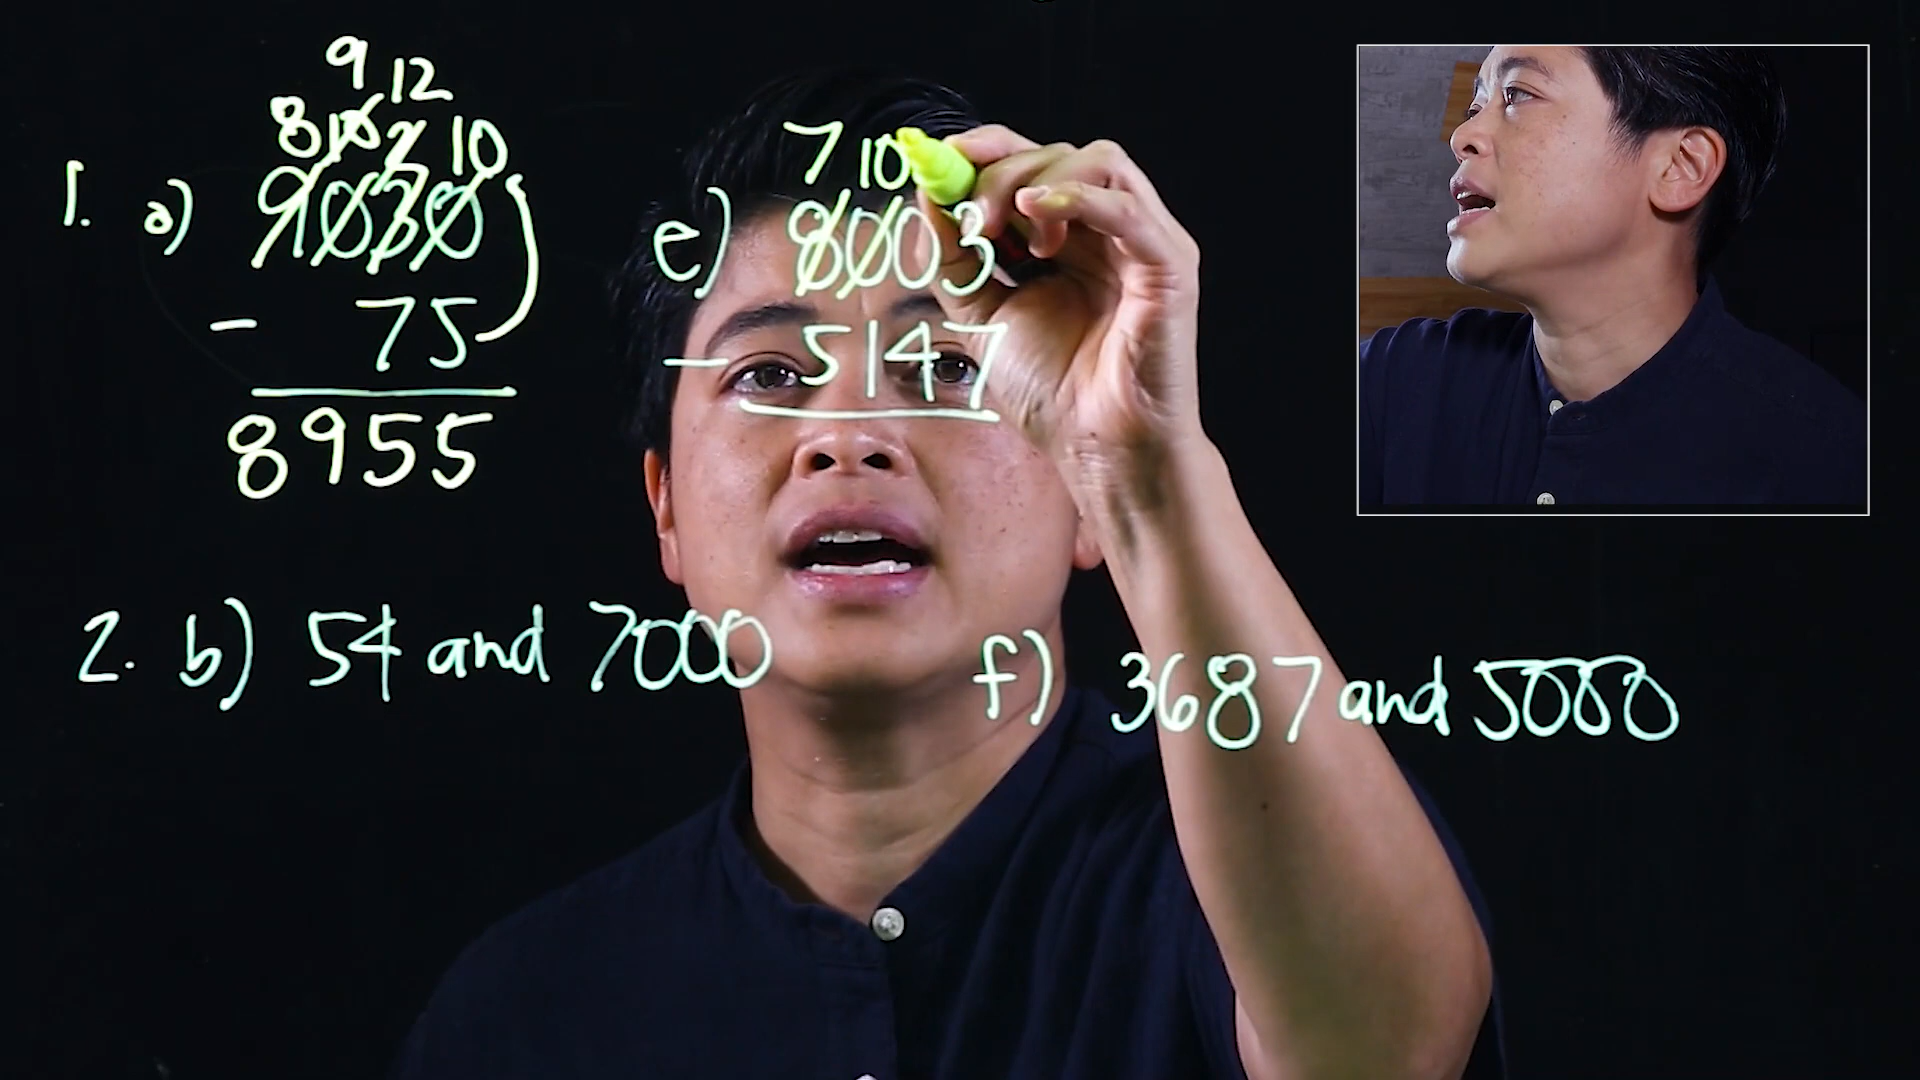 9 12
8 10 2 10
1. a) 9030
- 75
8955
7 10
e) 8003
- 5147
2. b) 54 and 7000
f) 3687 and 5000